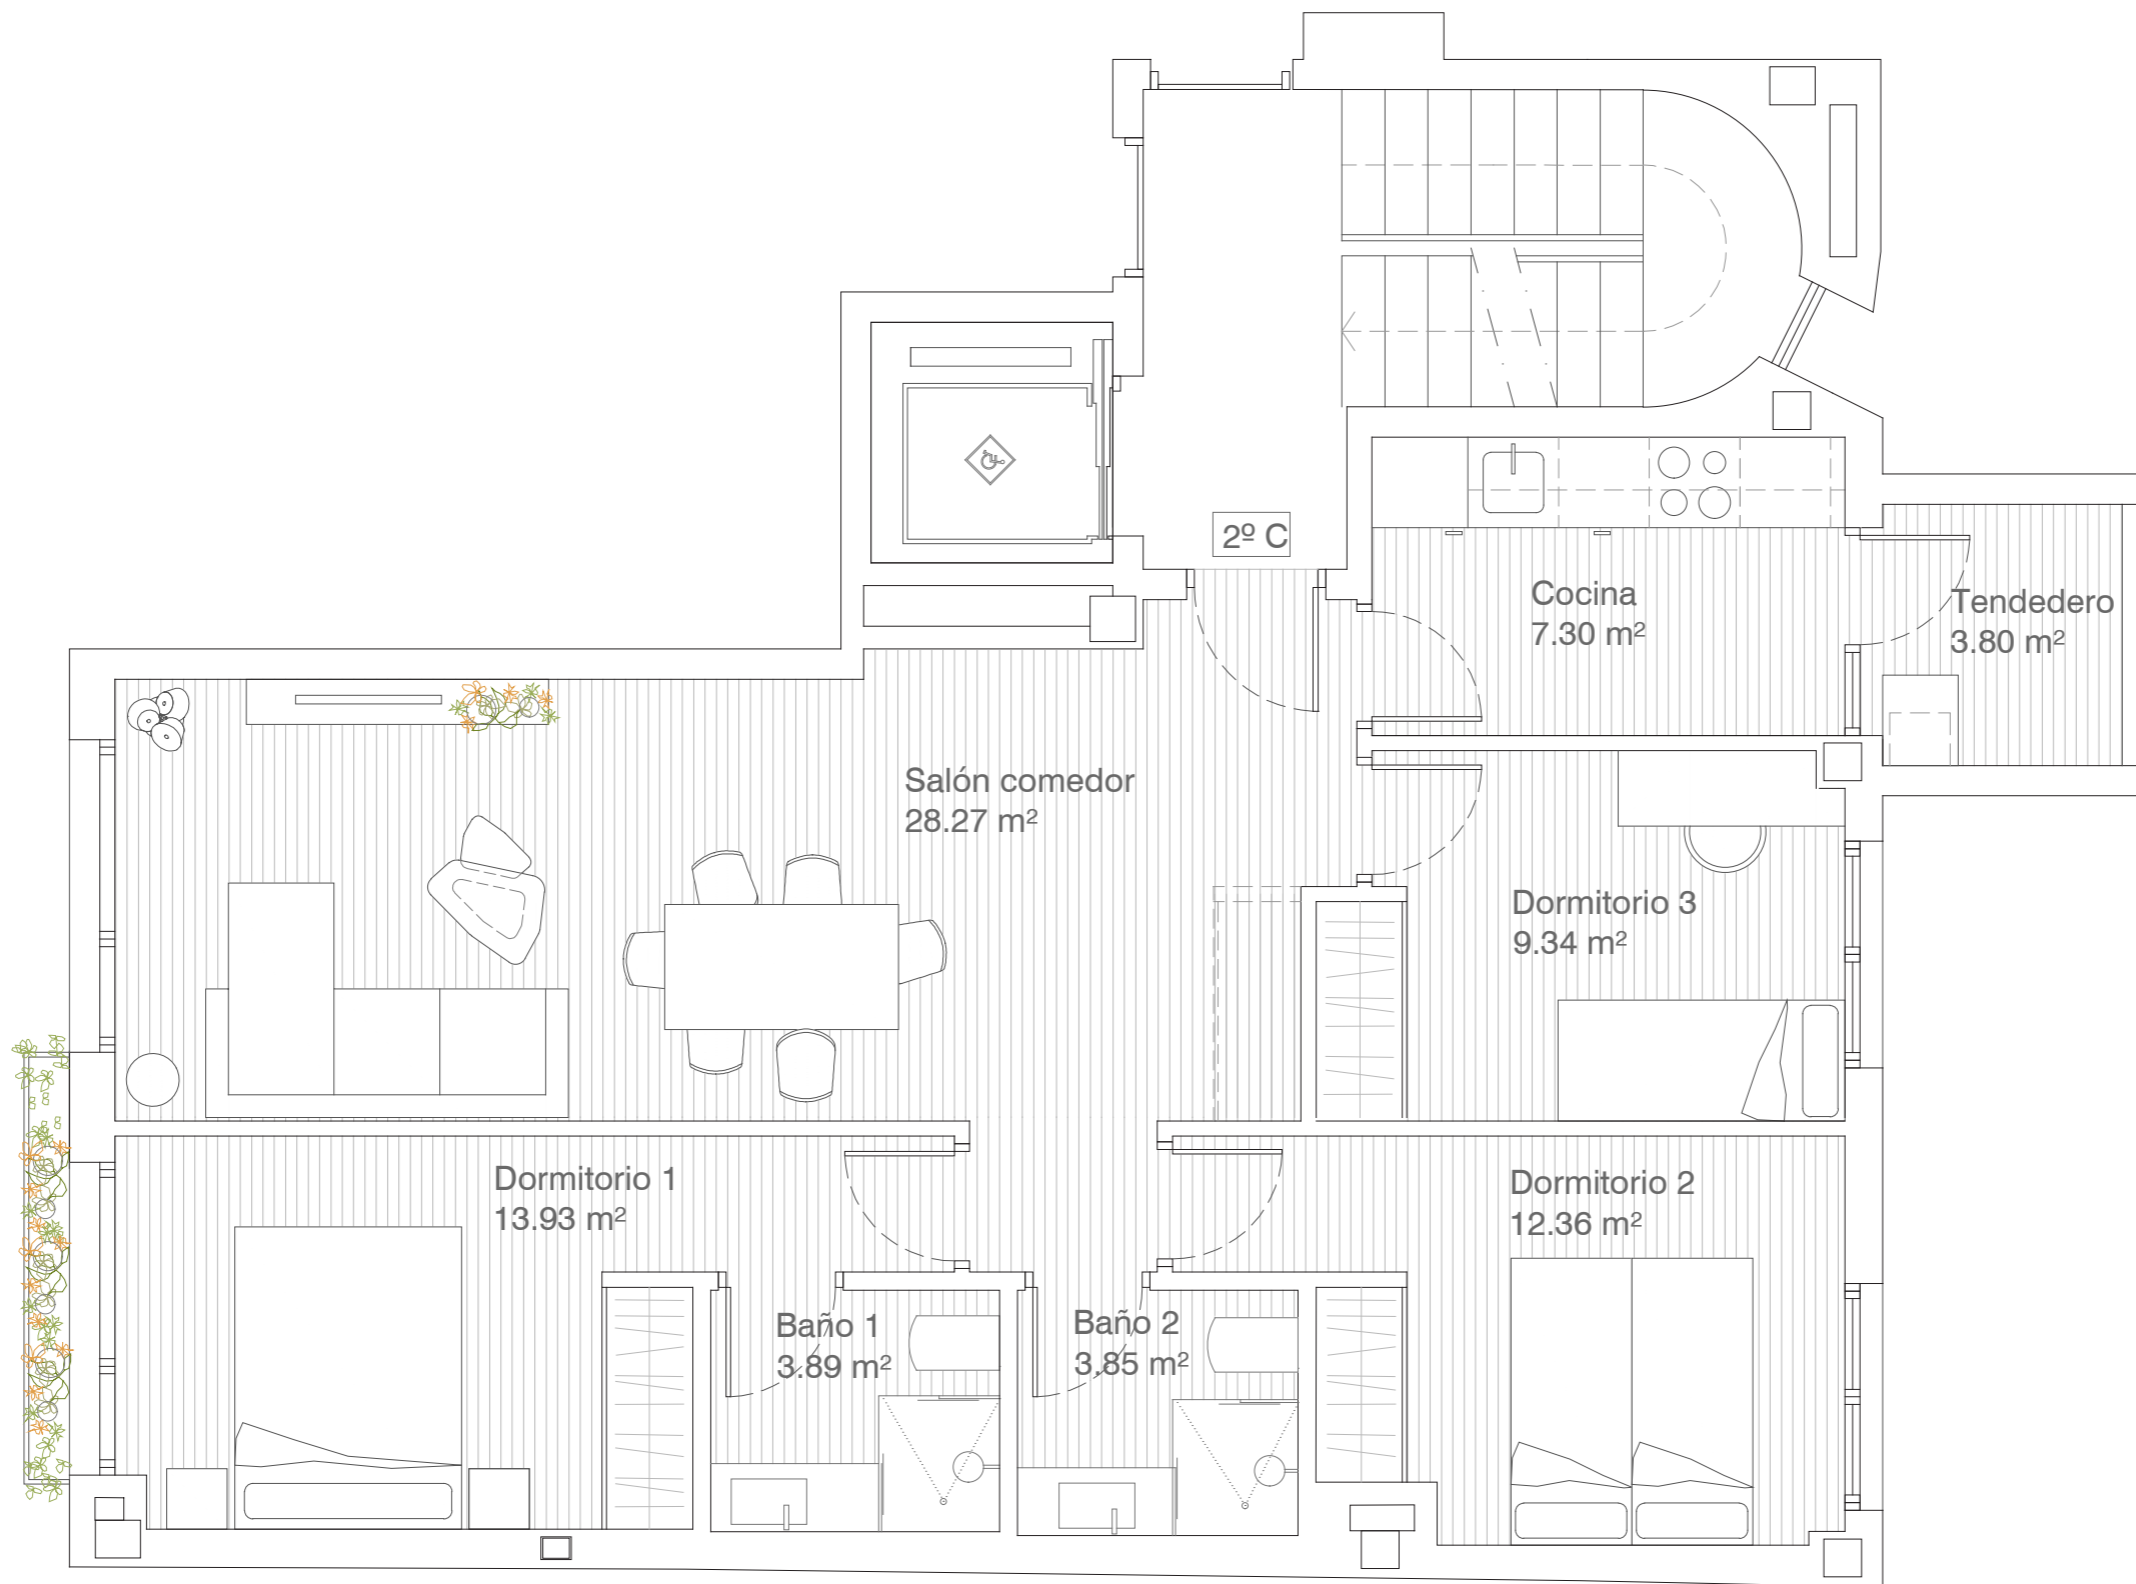 2º C
Cocina
7.30 m²
Tendedero
3.80 m²
Salón comedor
28.27 m²
Dormitorio 3
9.34 m²
Dormitorio 1
13.93 m²
Dormitorio 2
12.36 m²
Baño 1
3.89 m²
Baño 2
3.85 m²